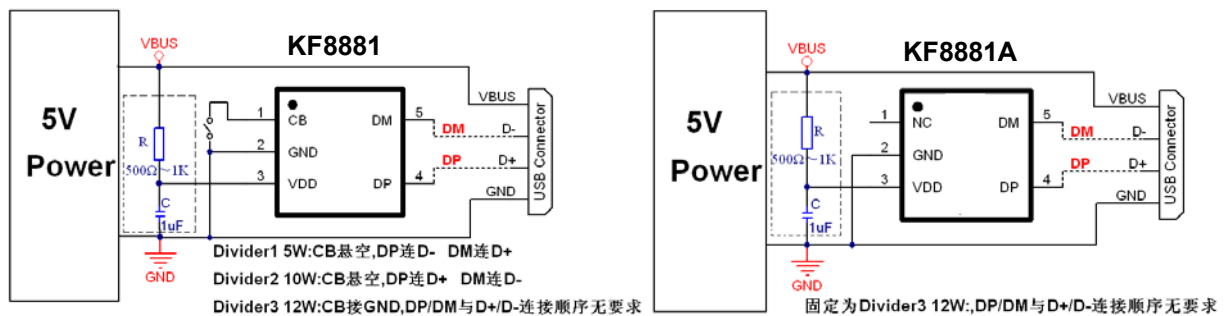 KF8881
VBUS
5V
Power
R
500Ω~1K
C
1uF
GND
1
CB
2
GND
3
VDD
DM
5
DP
4
DM
DP
VBUS
D-
D+
GND
USB Connector
Divider1 5W:CB悬空,DP连D- DM连D+
Divider2 10W:CB悬空,DP连D+ DM连D-
Divider3 12W:CB接GND,DP/DM与D+/D-连接顺序无要求
KF8881A
VBUS
5V
Power
R
500Ω~1K
C
1uF
GND
1
NC
2
GND
3
VDD
DM
5
DP
4
DM
DP
VBUS
D-
D+
GND
USB Connector
固定为Divider3 12W:,DP/DM与D+/D-连接顺序无要求